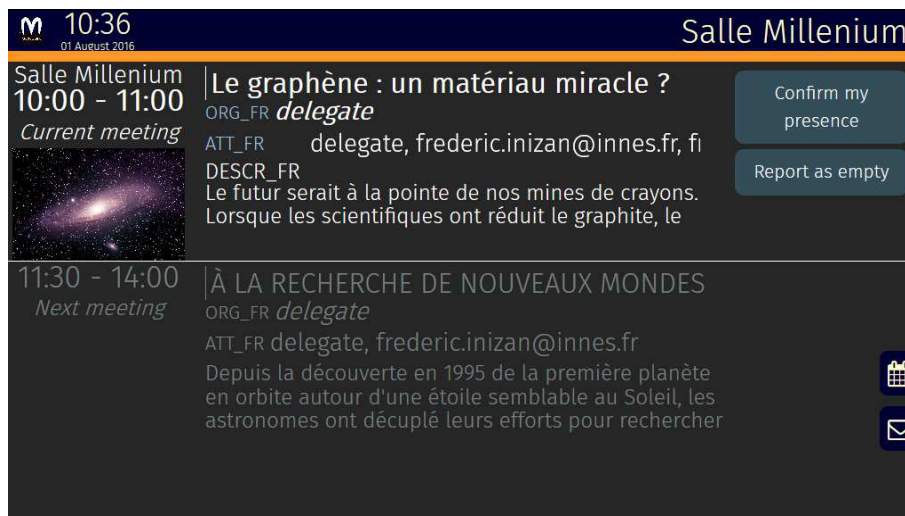 10:36
01 August 2016
Salle Millenium
Salle Millenium
10:00 - 11:00
Current meeting
Le graphène : un matériau miracle ?
ORG_FR delegate
ATT_FR delegate, frederic.inizan@innes.fr, fi
DESCR_FR
Le futur serait à la pointe de nos mines de crayons.
Lorsque les scientifiques ont réduit le graphite, le
Confirm my
presence
Report as empty
11:30 - 14:00
Next meeting
À LA RECHERCHE DE NOUVEAUX MONDES
ORG_FR delegate
ATT_FR delegate, frederic.inizan@innes.fr
Depuis la découverte en 1995 de la première planète
en orbite autour d'une étoile semblable au Soleil, les
astronomes ont décuplé leurs efforts pour rechercher